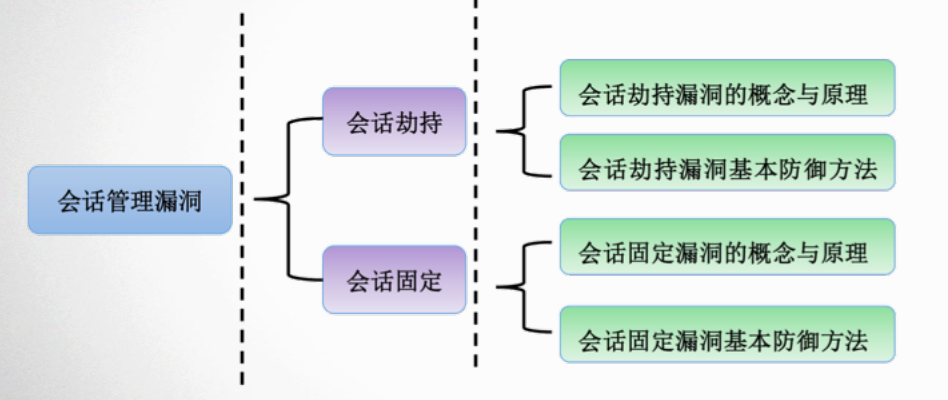 会话管理漏洞
会话劫持
会话劫持漏洞的概念与原理
会话劫持漏洞基本防御方法
会话固定
会话固定漏洞的概念与原理
会话固定漏洞基本防御方法